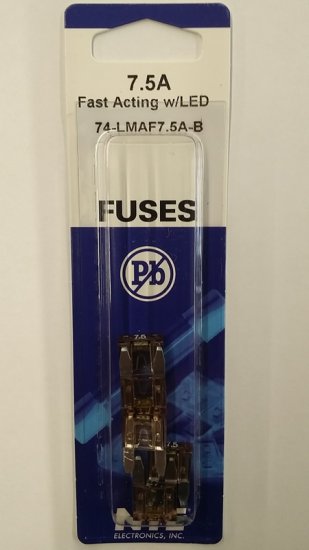 7.5A
Fast Acting w/LED
74-LMAF7.5A-B
FUSES
Pb
7.5
7.5
ELECTRONICS, INC.